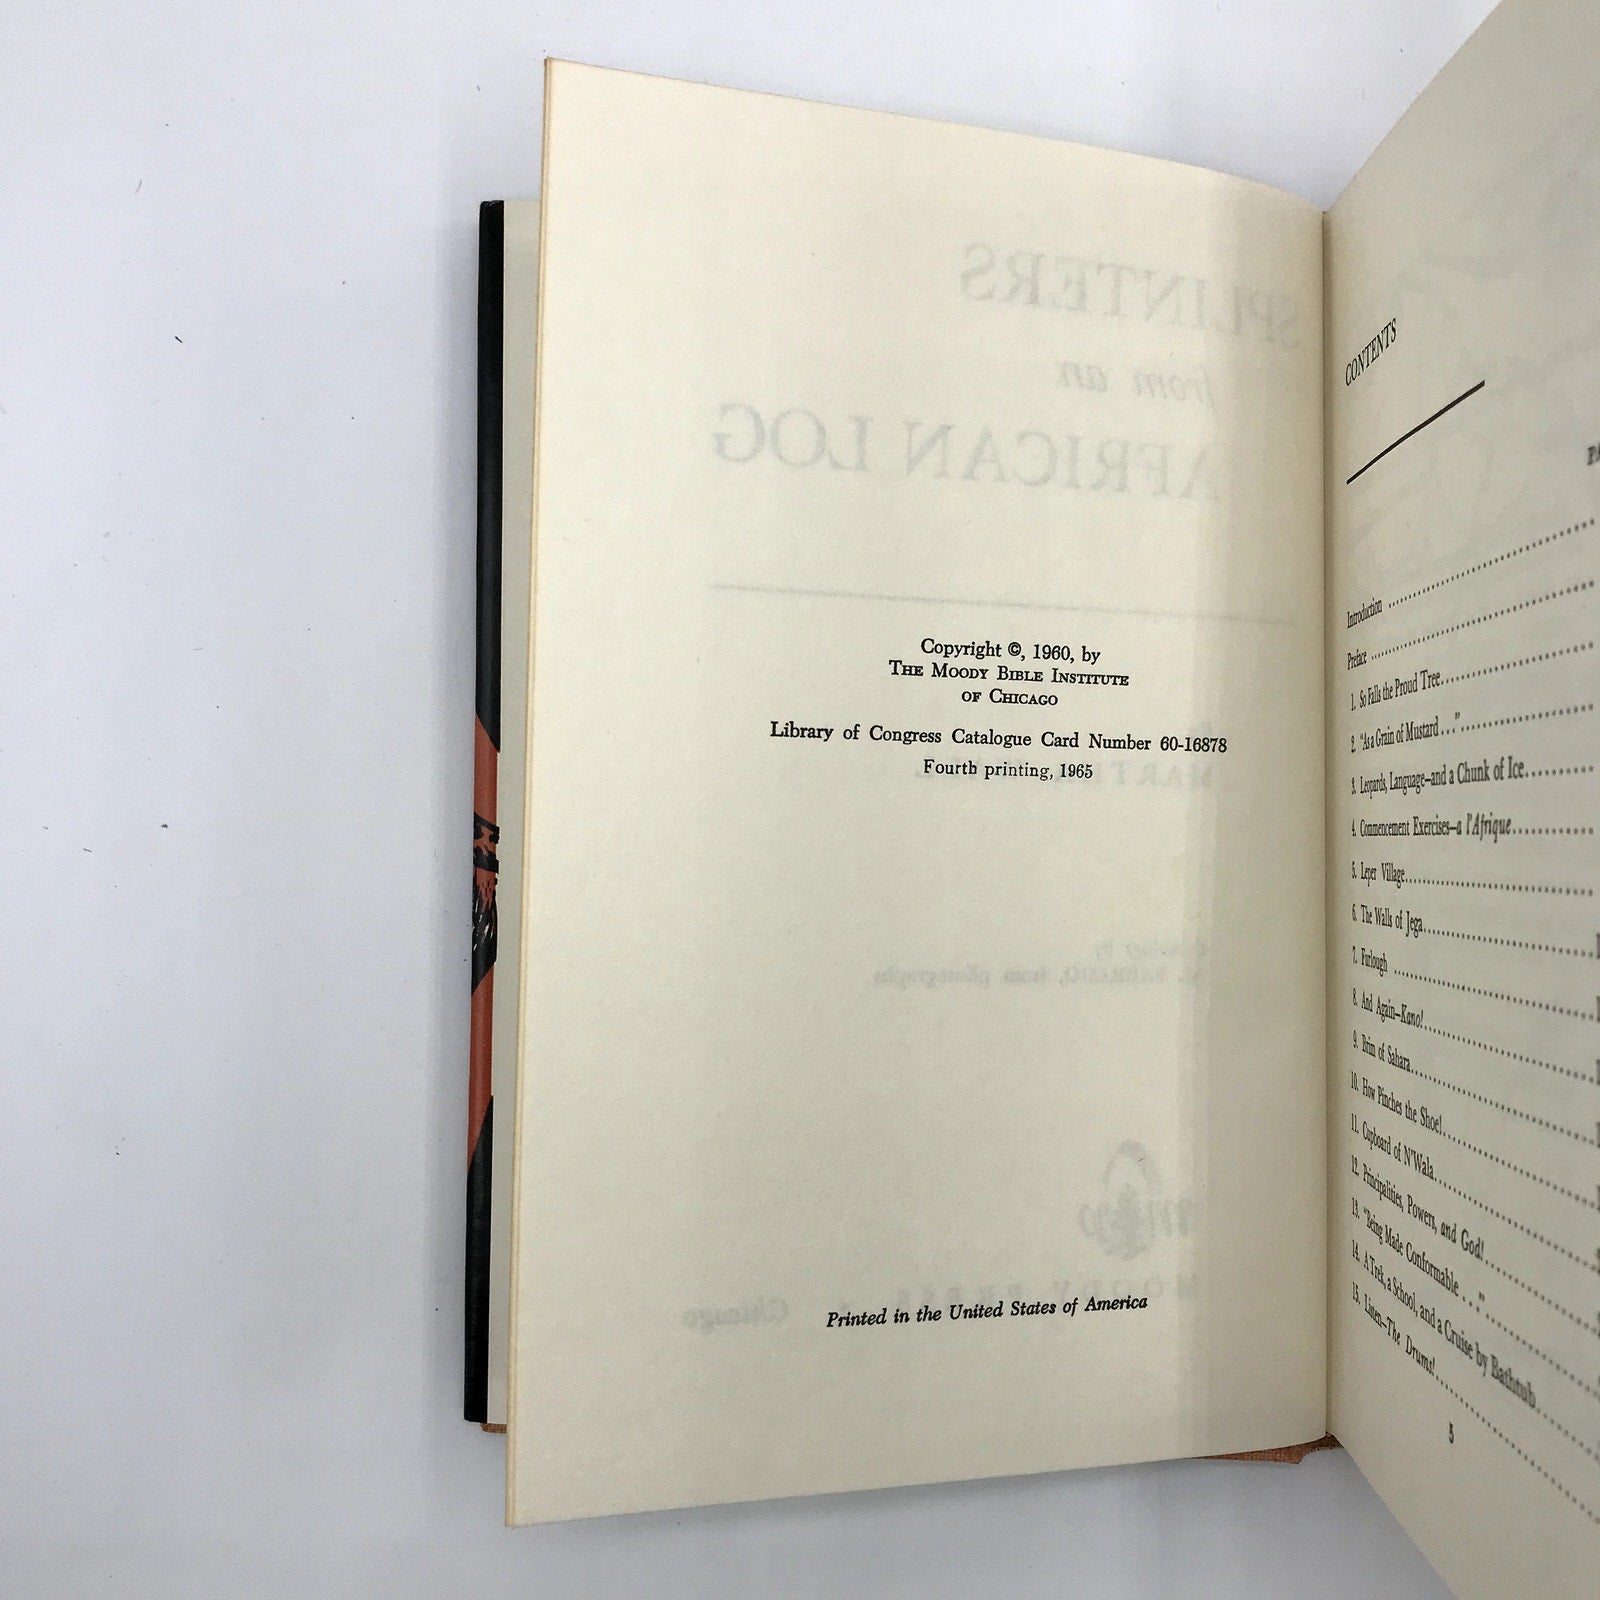 SPLINTERS
from an
AFRICAN LOG
Copyright ©, 1960, by
THE MOODY BIBLE INSTITUTE
OF CHICAGO
Library of Congress Catalogue Card Number 60-16878
Fourth printing, 1965
from photographs
Chicago
Printed in the United States of America
CONTENTS
Introduction
Preface
1. So Falls the Proud Tree
2. "As a Grain of Mustard . . ."
3. Leopards, Language—and a Chunk of Ice
4. Commencement Exercises—a l'Afrique
5. Leper Village
6. The Walls of Jega
7. Furlough
8. And Again—Kano!
9. Brim of Sahara
10. How Pinches the Shoe!
11. Cupboard of N'Wala
12. Principalities, Powers, and God!
13. "Being Made Conformable . . ."
14. A Trek, a School, and a Cruise by Bathtub
15. Listen—The Drums!
5